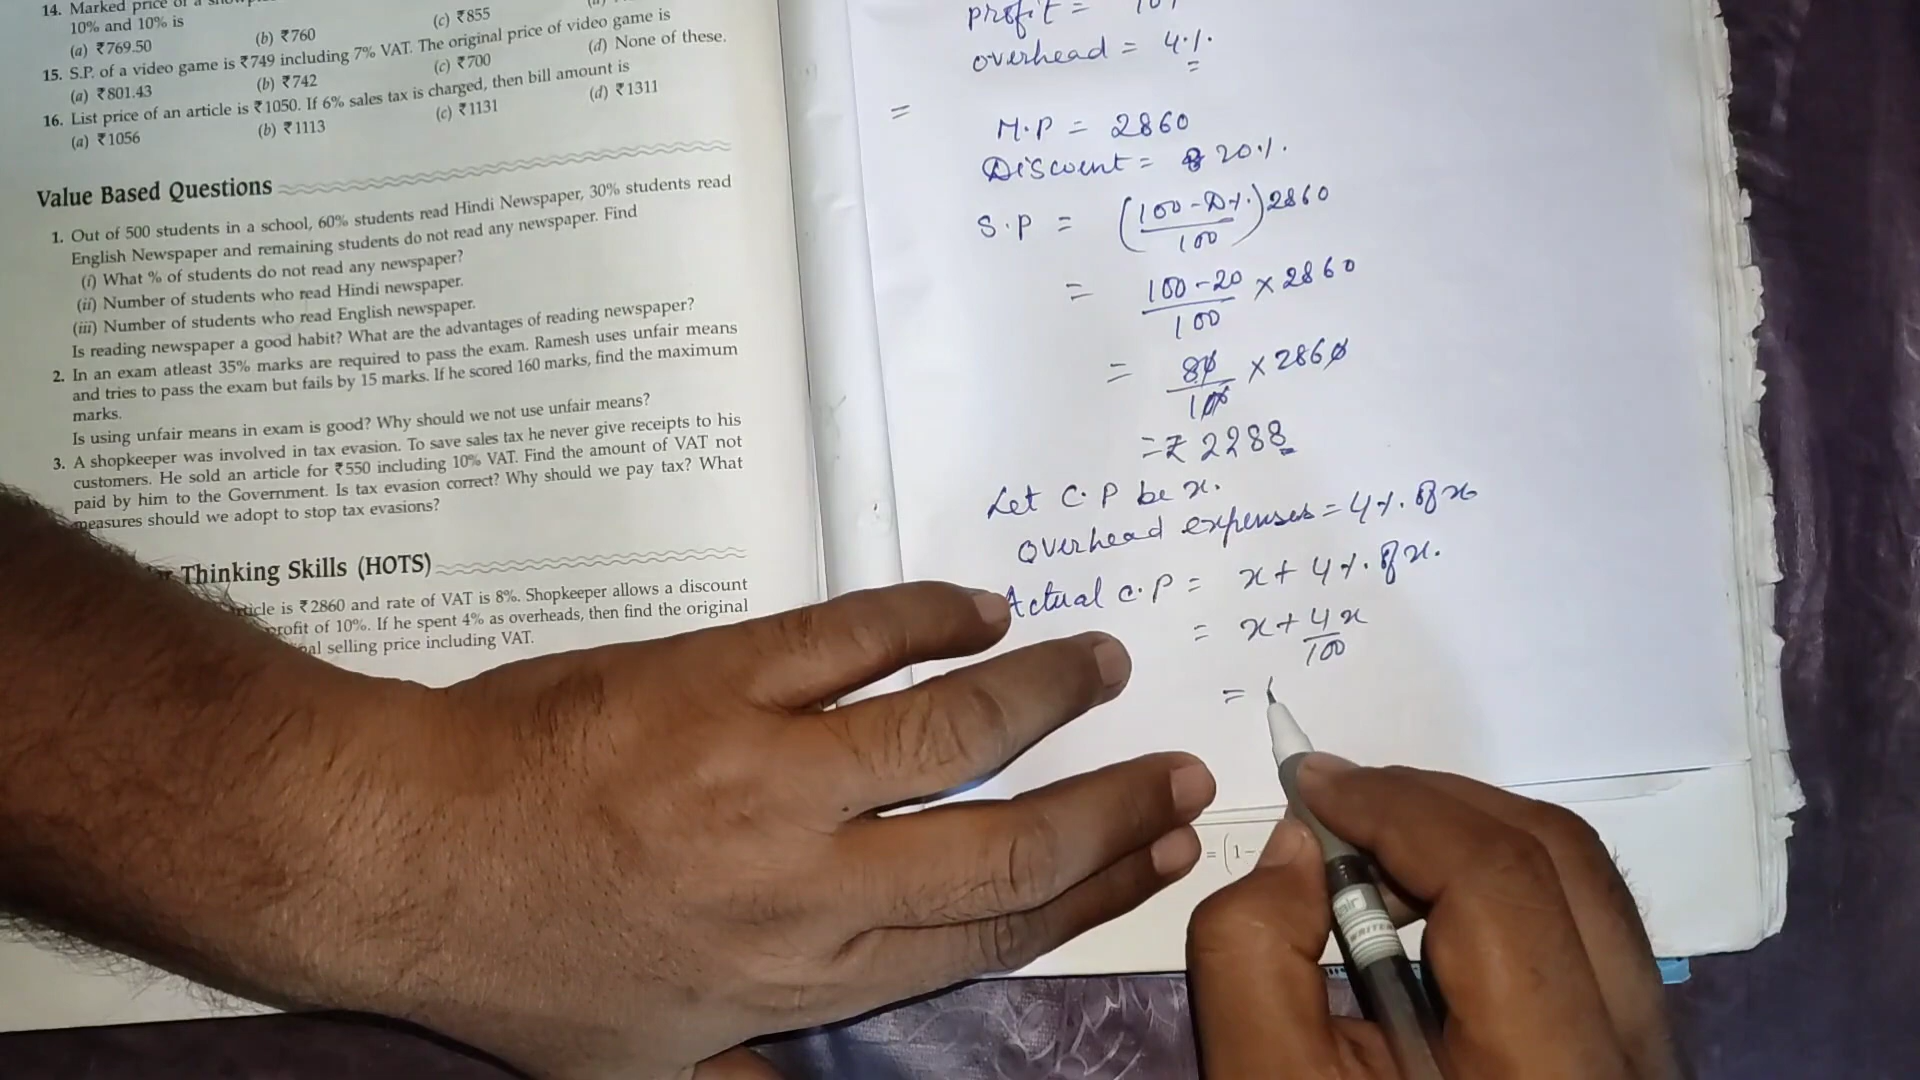 14. Marked price of a
10% and 10% is
(a) ₹769.50 (b) ₹760 (c) ₹855
15. S.P. of a video game is ₹749 including 7% VAT. The original price of video game is
(a) ₹801.43 (b) ₹742 (c) ₹700 (d) None of these.
16. List price of an article is ₹1050. If 6% sales tax is charged, then bill amount is
(a) ₹1056 (b) ₹1113 (c) ₹1131 (d) ₹1311
Value Based Questions
1. Out of 500 students in a school, 60% students read Hindi Newspaper, 30% students read
English Newspaper and remaining students do not read any newspaper. Find
(i) What % of students do not read any newspaper?
(ii) Number of students who read Hindi newspaper.
(iii) Number of students who read English newspaper.
Is reading newspaper a good habit? What are the advantages of reading newspaper?
2. In an exam atleast 35% marks are required to pass the exam. Ramesh uses unfair means
and tries to pass the exam but fails by 15 marks. If he scored 160 marks, find the maximum
marks.
Is using unfair means in exam is good? Why should we not use unfair means?
3. A shopkeeper was involved in tax evasion. To save sales tax he never give receipts to his
customers. He sold an article for ₹550 including 10% VAT. Find the amount of VAT not
paid by him to the Government. Is tax evasion correct? Why should we pay tax? What
measures should we adopt to stop tax evasions?
Thinking Skills (HOTS)
is ₹2860 and rate of VAT is 8%. Shopkeeper allows a discount
profit of 10%. If he spent 4% as overheads, then find the original
selling price including VAT.
profit =
overhead = 4%.
=
M.P = 2860
Discount = 20%.
S.P = (100-D%/100) 2860
= 100-20/100 × 2860
= 80/100 × 2860
= ₹ 2288
Let C.P be x.
Overhead expenses = 4%. of x
Actual C.P = x + 4%. of x.
= x + 4x/100
=
= (1 -